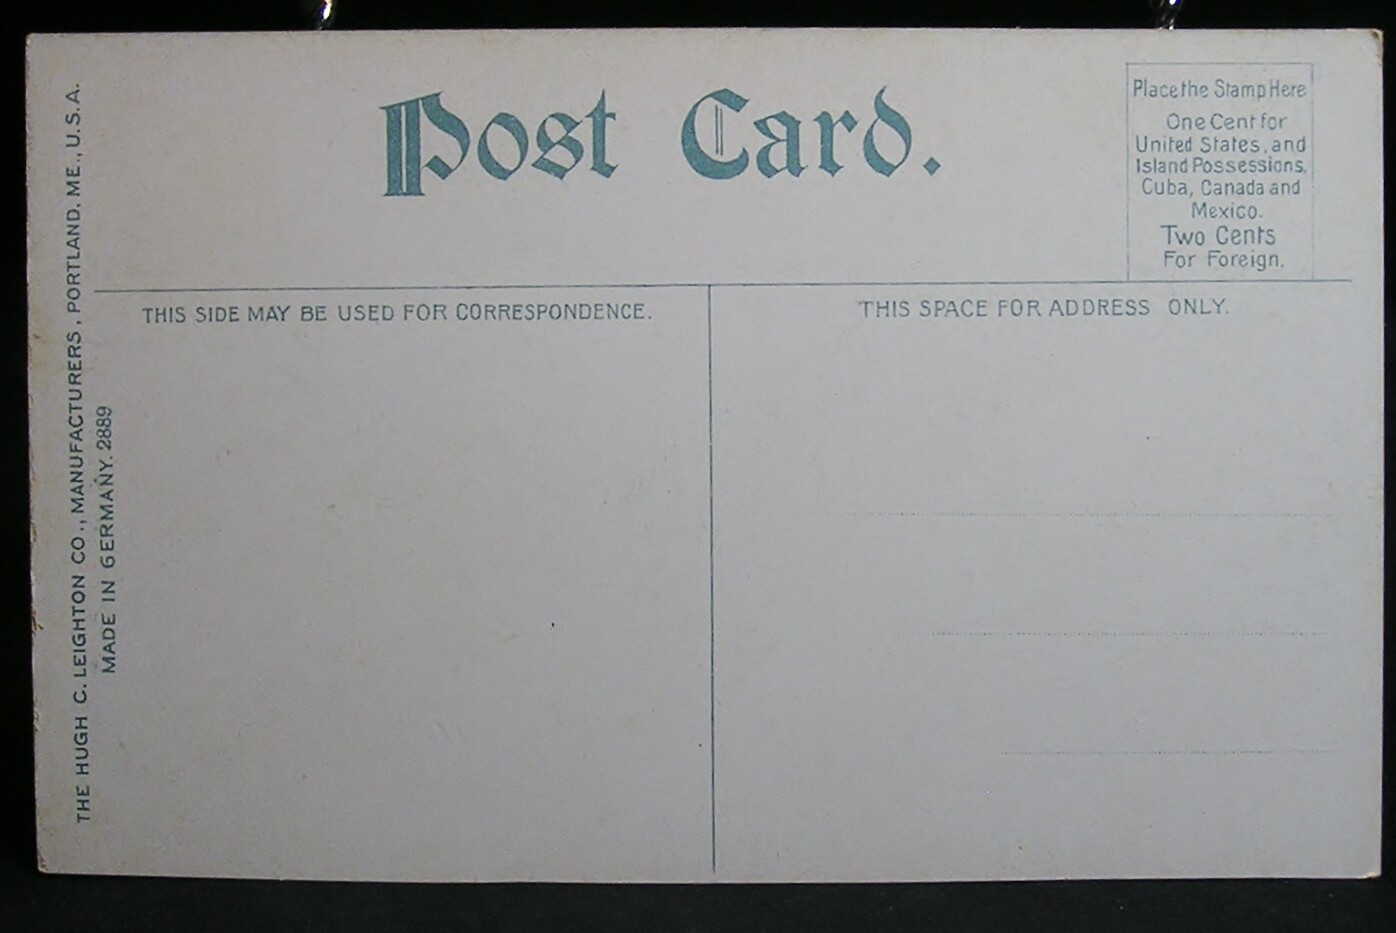 Post Card.
Place the Stamp Here
One Cent for
United States, and
Island Possessions,
Cuba, Canada and
Mexico.
Two Cents
For Foreign.
THIS SIDE MAY BE USED FOR CORRESPONDENCE.
THIS SPACE FOR ADDRESS ONLY.
THE HUGH C. LEIGHTON CO., MANUFACTURERS, PORTLAND, ME., U.S.A.
MADE IN GERMANY. 2889